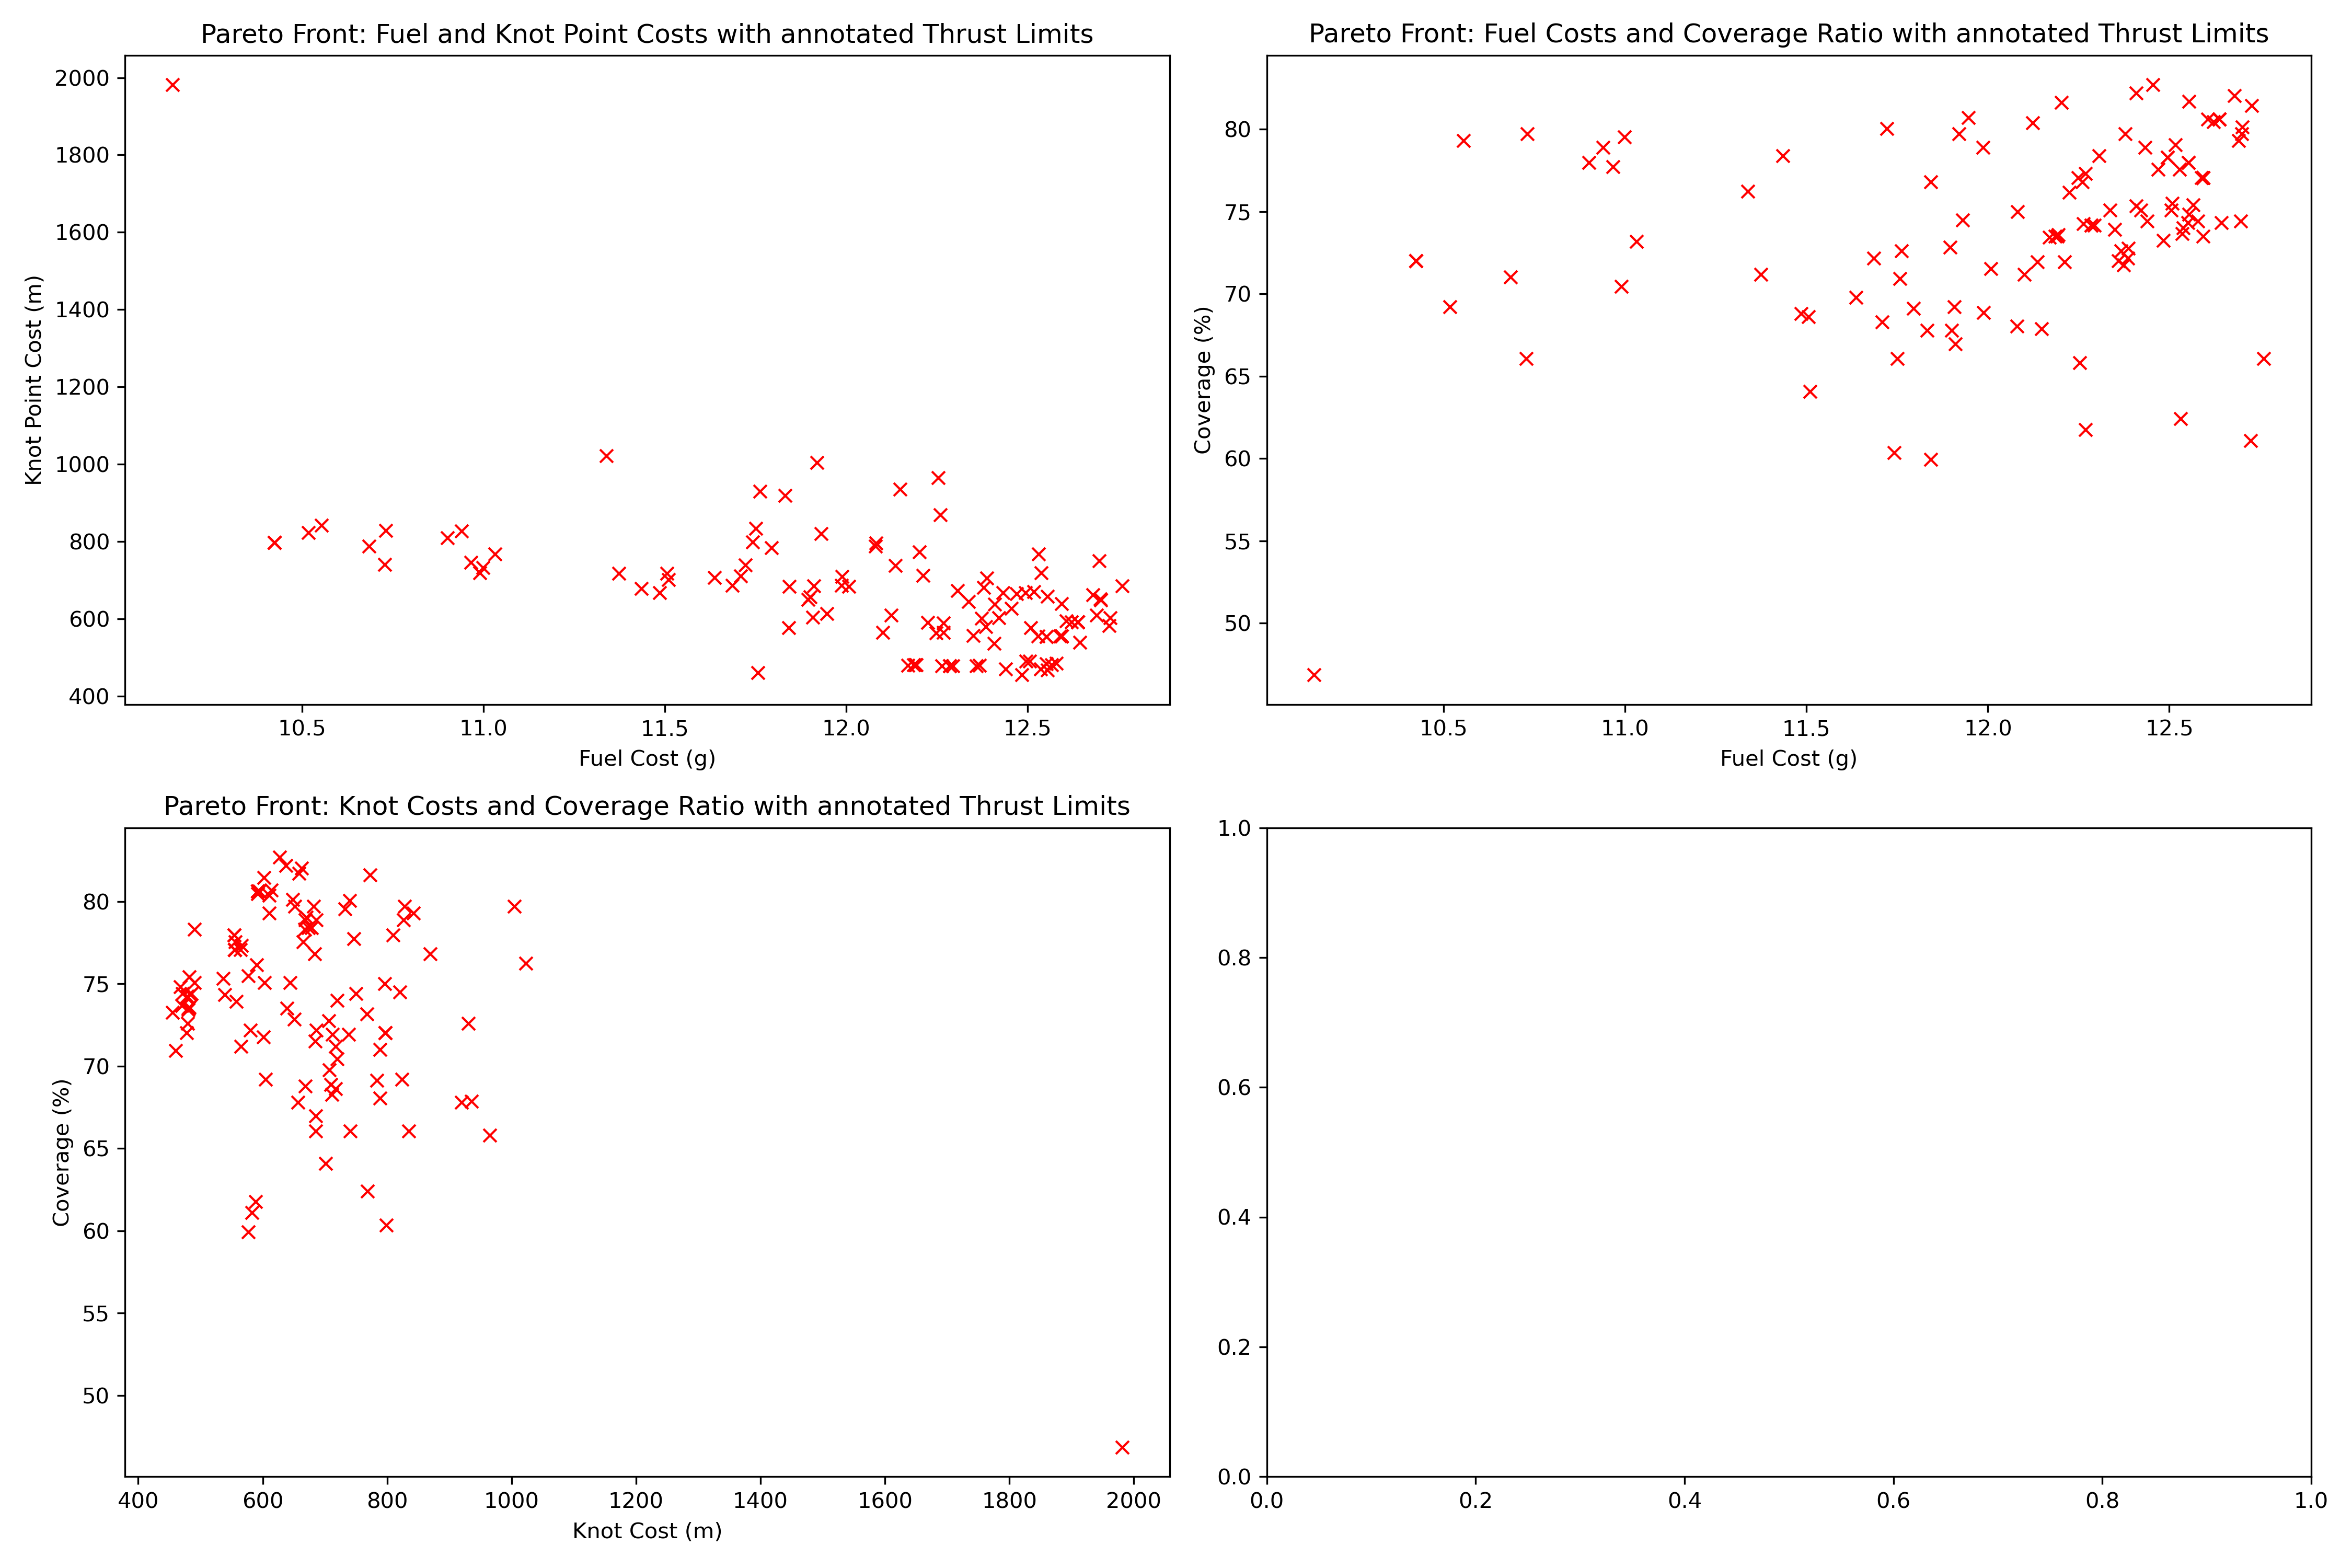 Pareto Front: Fuel and Knot Point Costs with annotated Thrust Limits
2000
1800
1600
1400
1200
1000
800
600
400
Knot Point Cost (m)
10.5 11.0 11.5 12.0 12.5
Fuel Cost (g)
Pareto Front: Fuel Costs and Coverage Ratio with annotated Thrust Limits
80
75
70
65
60
55
50
Coverage (%)
10.5 11.0 11.5 12.0 12.5
Fuel Cost (g)
Pareto Front: Knot Costs and Coverage Ratio with annotated Thrust Limits
80
75
70
65
60
55
50
Coverage (%)
400 600 800 1000 1200 1400 1600 1800 2000
Knot Cost (m)
1.0
0.8
0.6
0.4
0.2
0.0
0.0 0.2 0.4 0.6 0.8 1.0